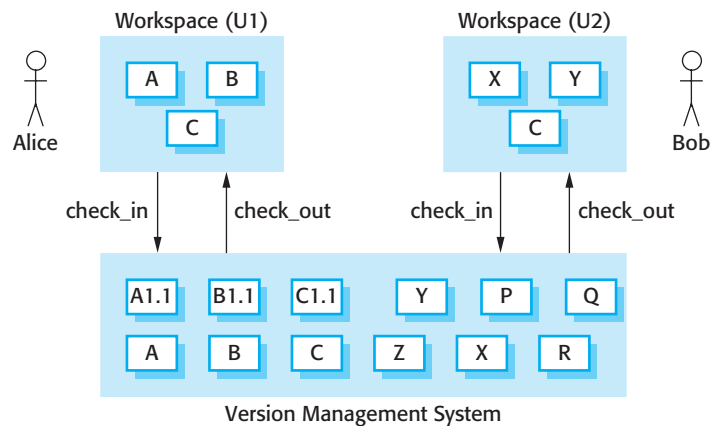 Workspace (U1) Workspace (U2)
A B X Y
C C
Alice Bob
check_in check_out check_in check_out
A1.1 B1.1 C1.1 Y P Q
A B C Z X R
Version Management System